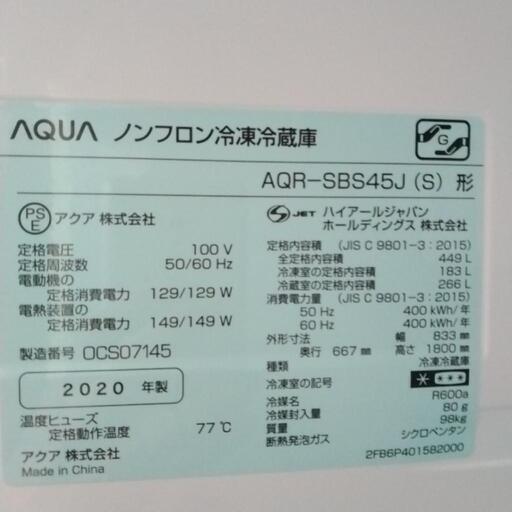 AQUA ノンフロン冷凍冷蔵庫
G
AQR-SBS45J (S) 形
PS E アクア 株式会社
定格電圧 100 V
定格周波数 50/60 Hz
電動機の
定格消費電力 129/129 W
電熱装置の
定格消費電力 149/149 W
製造番号 OCS07145
2020 年製
温度ヒューズ
定格動作温度 77℃
アクア 株式会社
Made in China
JET ハイアールジャパン
ホールディングス 株式会社
定格内容積 (JIS C 9801-3:2015)
全定格内容積 449 L
冷凍室の定格内容積 183 L
冷蔵室の定格内容積 266 L
消費電力量 (JIS C 9801-3:2015)
50 Hz 400 kWh/年
60 Hz 400 kWh/年
外形寸法 幅 833 ㎜
奥行 667 ㎜ 高さ 1800 ㎜
種類 冷凍冷蔵庫
冷凍室の記号
冷媒名 R600a
冷媒封入量 80g
質量 98kg
断熱発泡ガス シクロペンタン
2FB6P401582000